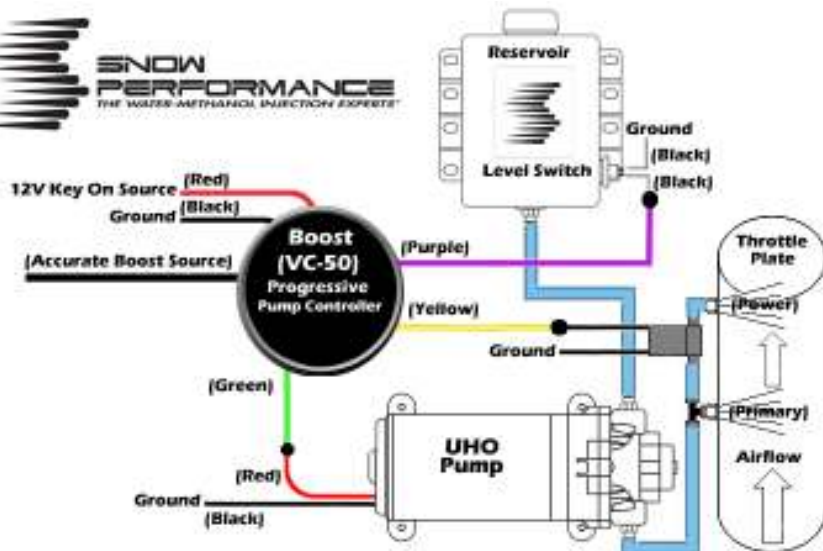 SNOW
PERFORMANCE
THE WATER-METHANOL INJECTION EXPERTS
Reservoir
Ground
(Black)
Level Switch
(Black)
12V Key On Source
(Red)
Ground
(Black)
(Accurate Boost Source)
Boost
(VC-50)
Progressive
Pump Controller
(Purple)
(Yellow)
Ground
Throttle
Plate
(Power)
(Primary)
Airflow
(Green)
(Red)
Ground
(Black)
UHO
Pump